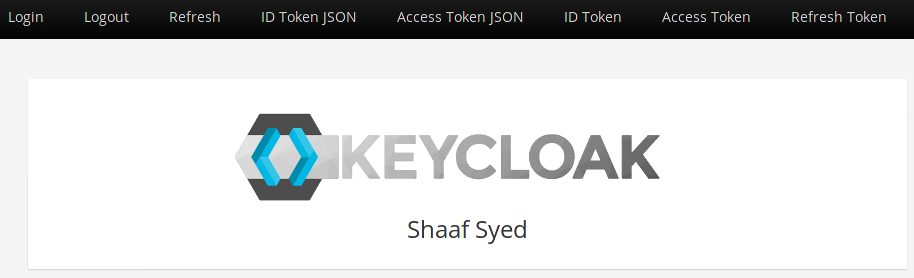 Login Logout Refresh ID Token JSON Access Token JSON ID Token Access Token Refresh Token
KEYCLOAK
Shaaf Syed